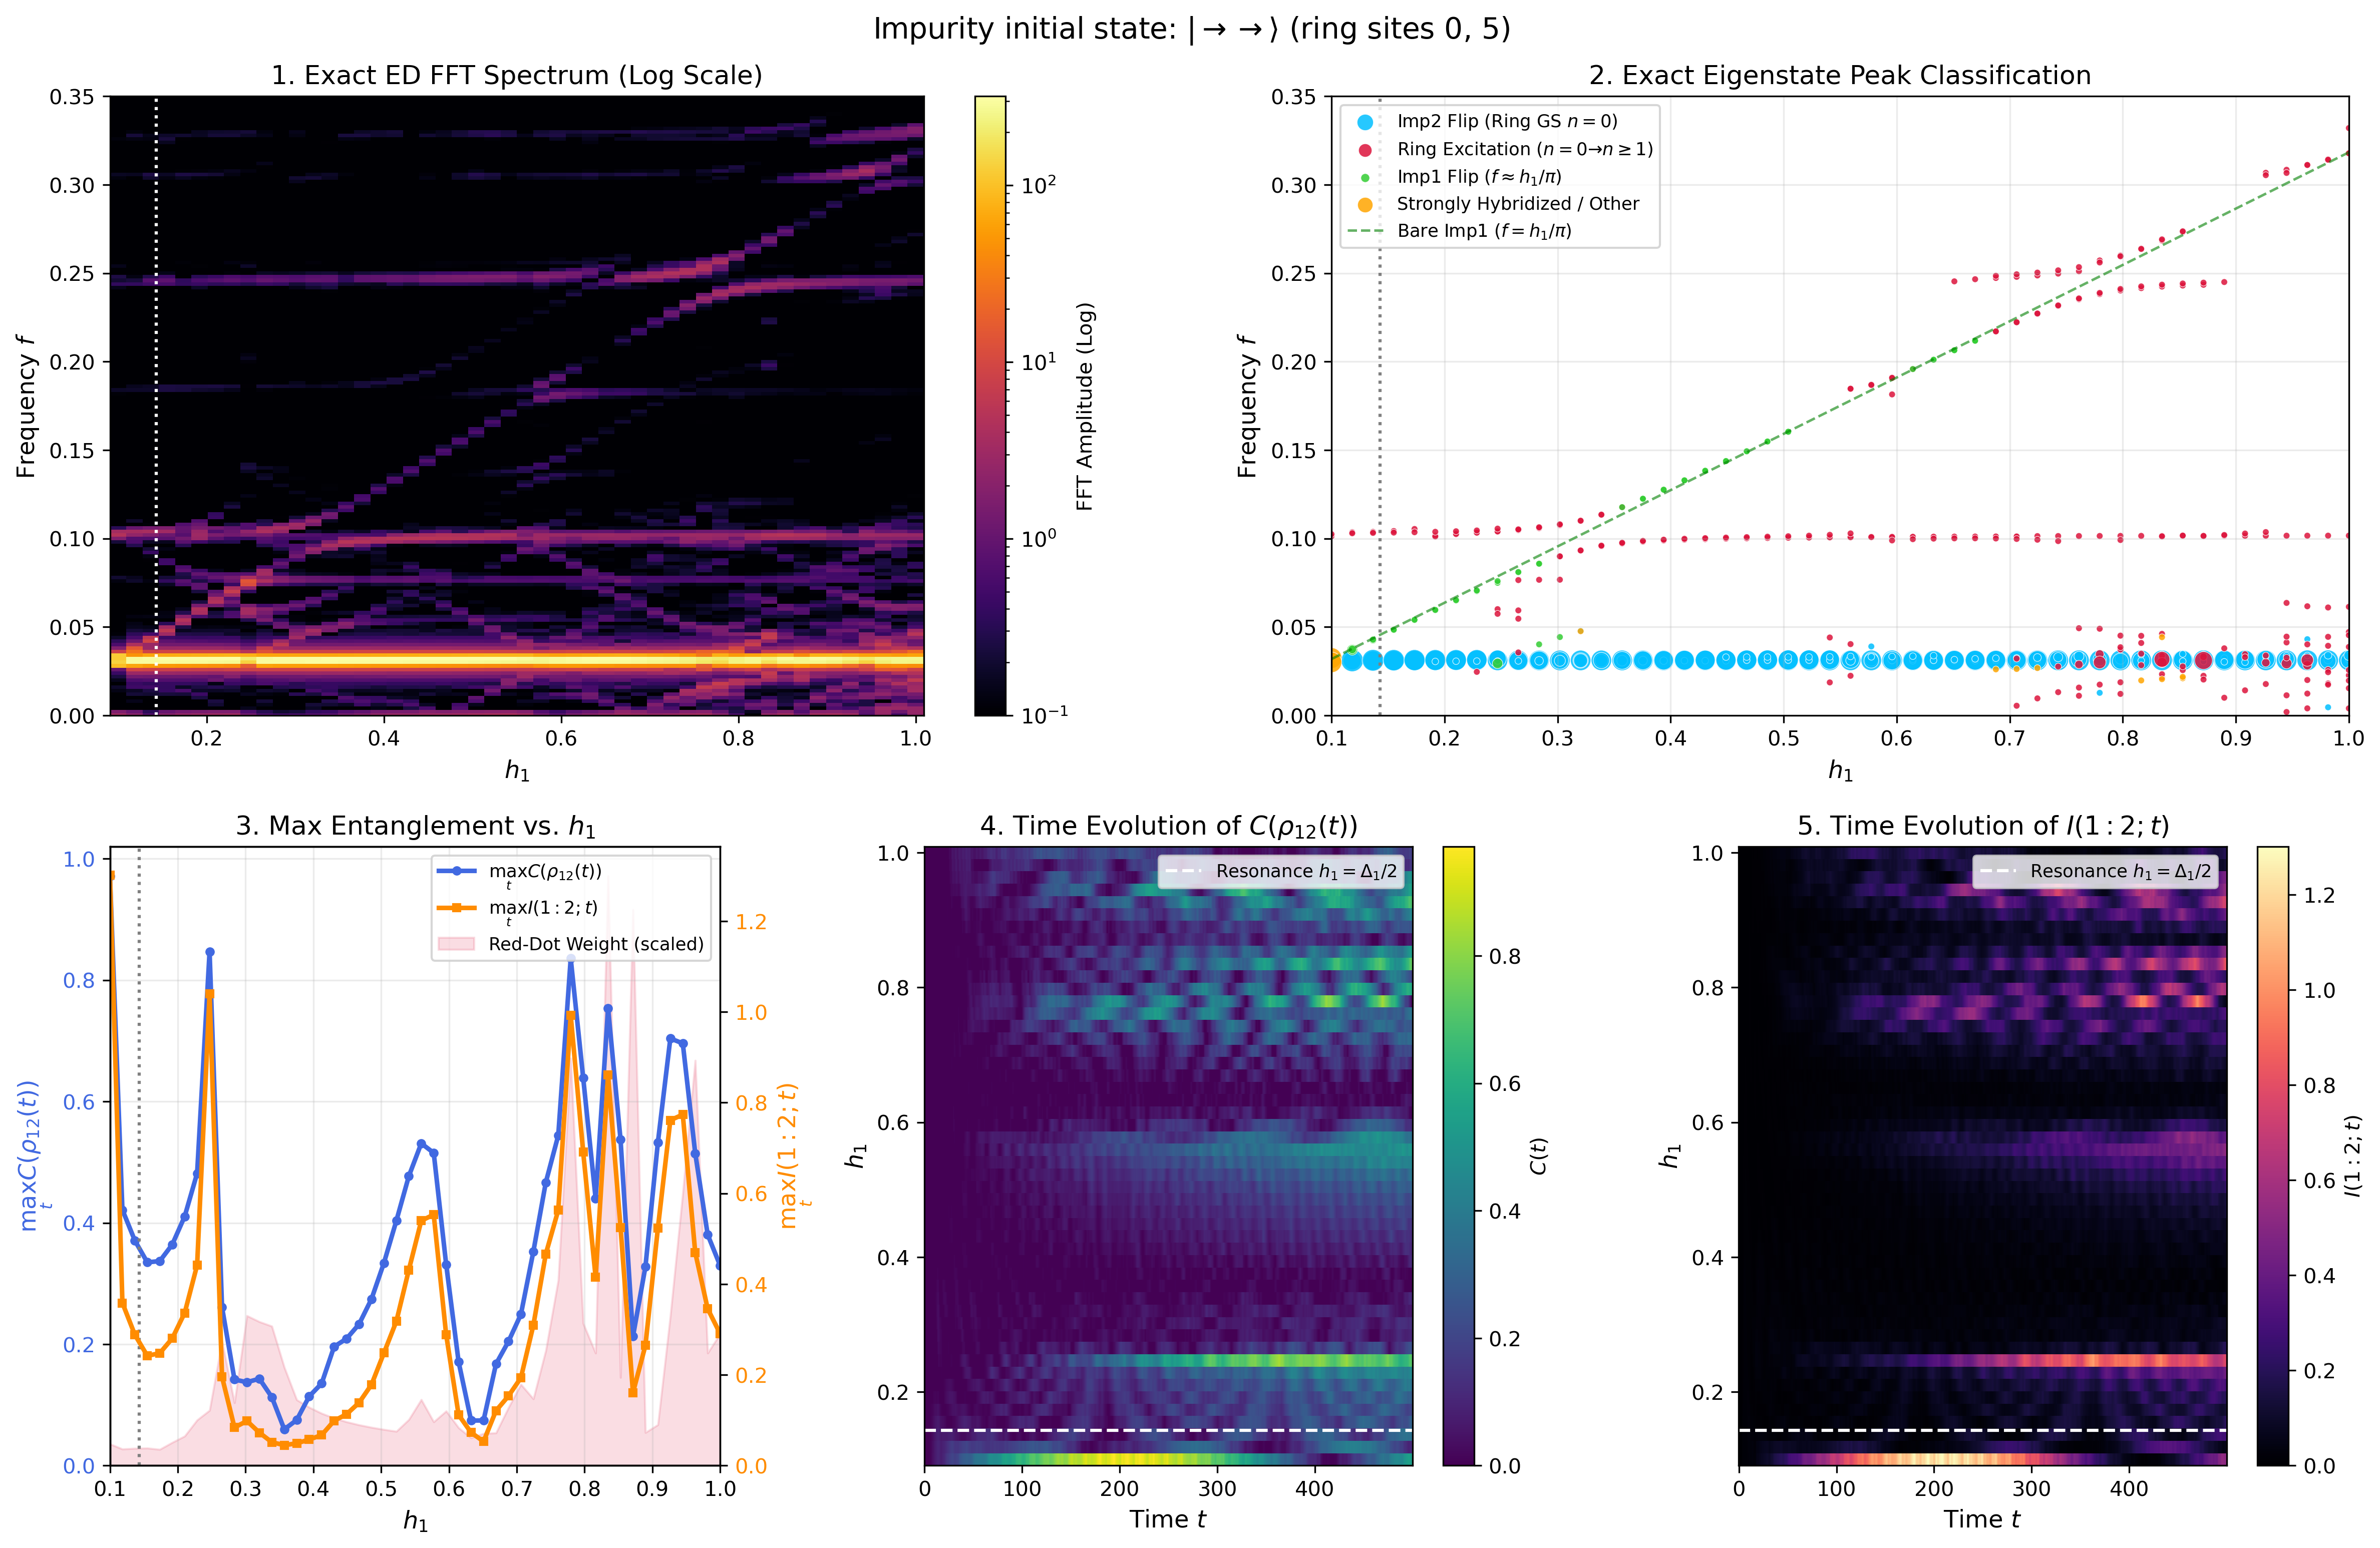 Impurity initial state: |→→⟩ (ring sites 0, 5)
1. Exact ED FFT Spectrum (Log Scale)
0.35
0.30
0.25
0.20
0.15
0.10
0.05
0.00
Frequency f
0.2
0.4
0.6
0.8
1.0
h₁
10²
10¹
10⁰
10⁻¹
FFT Amplitude (Log)
2. Exact Eigenstate Peak Classification
Imp2 Flip (Ring GS n = 0)
Ring Excitation (n = 0→n ≥ 1)
Imp1 Flip (f ≈ h₁/π)
Strongly Hybridized / Other
Bare Imp1 (f = h₁/π)
0.35
0.30
0.25
0.20
0.15
0.10
0.05
0.00
Frequency f
0.1
0.2
0.3
0.4
0.5
0.6
0.7
0.8
0.9
1.0
h₁
3. Max Entanglement vs. h₁
max C(ρ₁₂(t))
t
max I(1 : 2; t)
t
Red-Dot Weight (scaled)
1.0
0.8
0.6
0.4
0.2
0.0
max C(ρ₁₂(t))
t
1.2
1.0
0.8
0.6
0.4
0.2
0.0
max I(1 : 2; t)
t
0.1
0.2
0.3
0.4
0.5
0.6
0.7
0.8
0.9
1.0
h₁
4. Time Evolution of C(ρ₁₂(t))
Resonance h₁ = Δ₁/2
1.0
0.8
0.6
0.4
0.2
h₁
0
100
200
300
400
Time t
0.8
0.6
0.4
0.2
0.0
C(t)
5. Time Evolution of I(1 : 2; t)
Resonance h₁ = Δ₁/2
1.0
0.8
0.6
0.4
0.2
h₁
0
100
200
300
400
Time t
1.2
1.0
0.8
0.6
0.4
0.2
0.0
I(1 : 2; t)